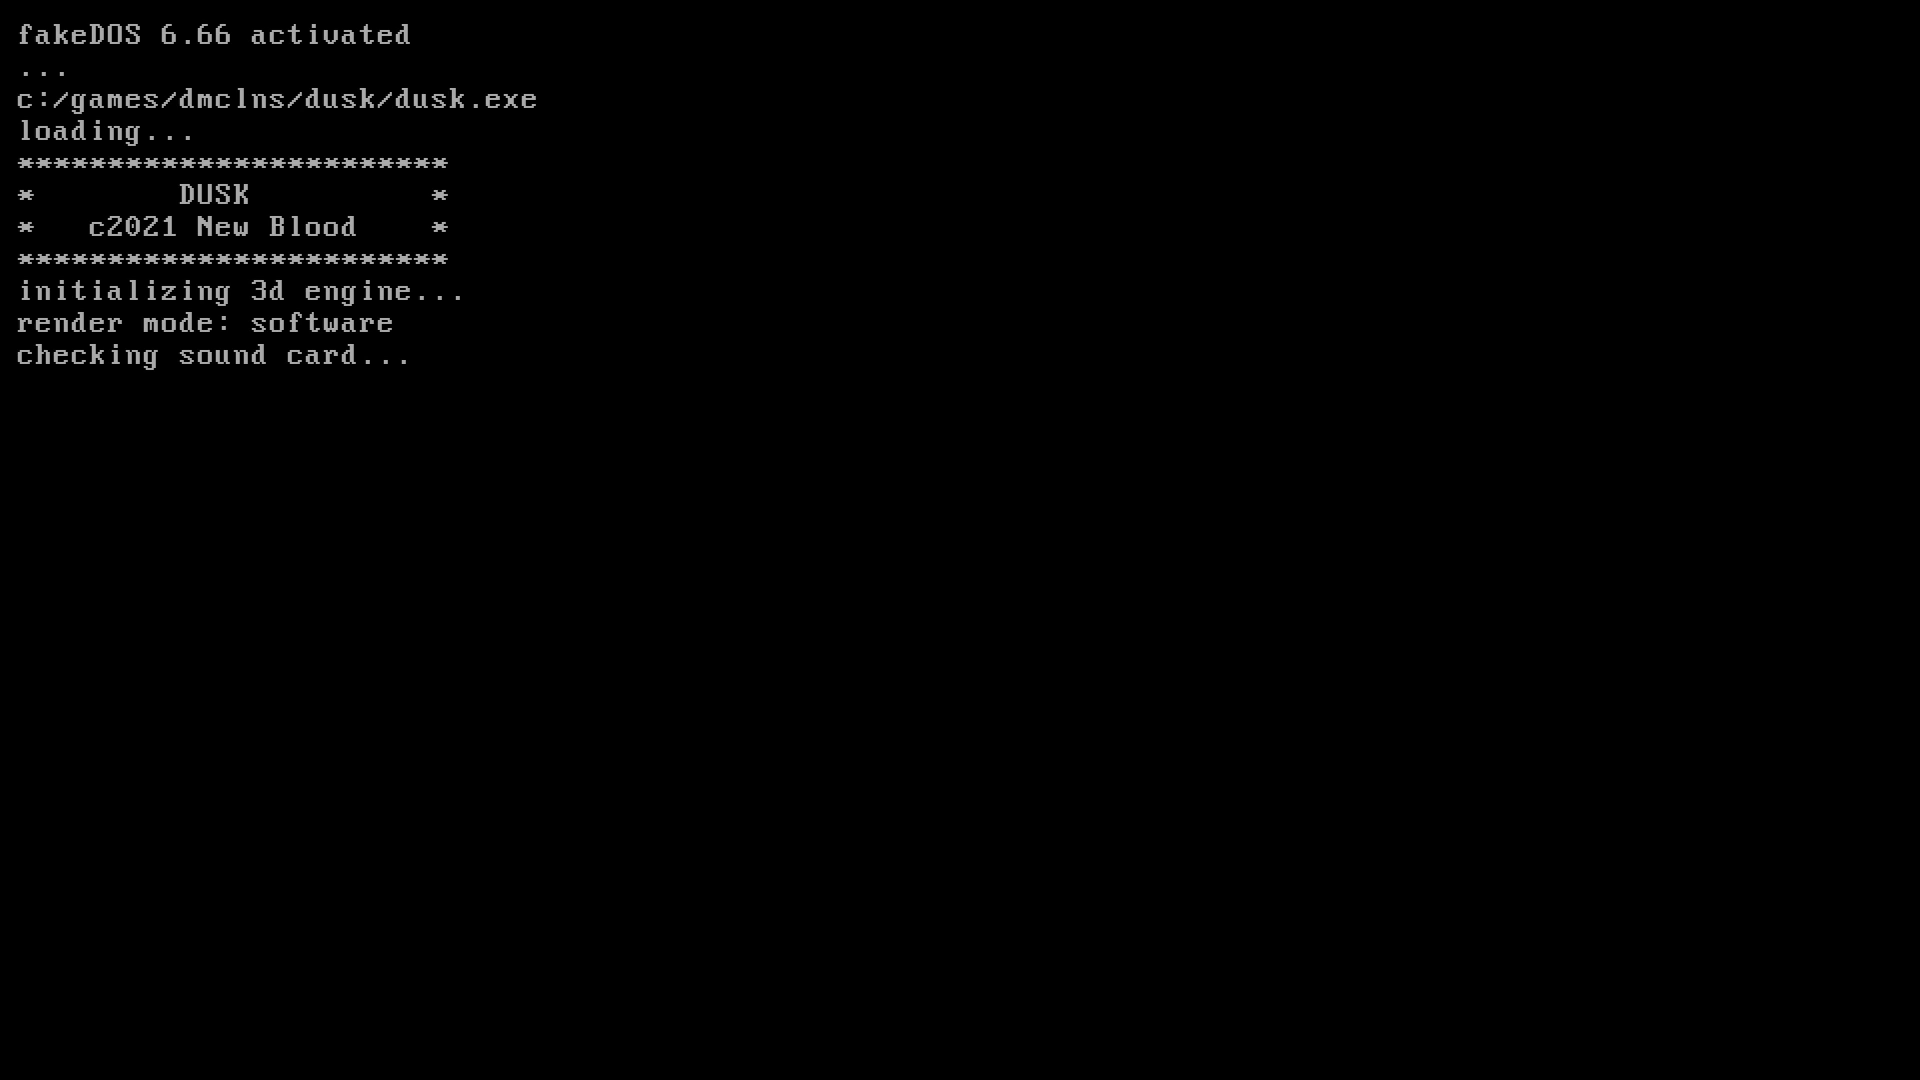 fakeDOS 6.66 activated
...
c:/games/dmclns/dusk/dusk.exe
loading...
************************
*        DUSK          *
*   c2021 New Blood    *
************************
initializing 3d engine...
render mode: software
checking sound card...